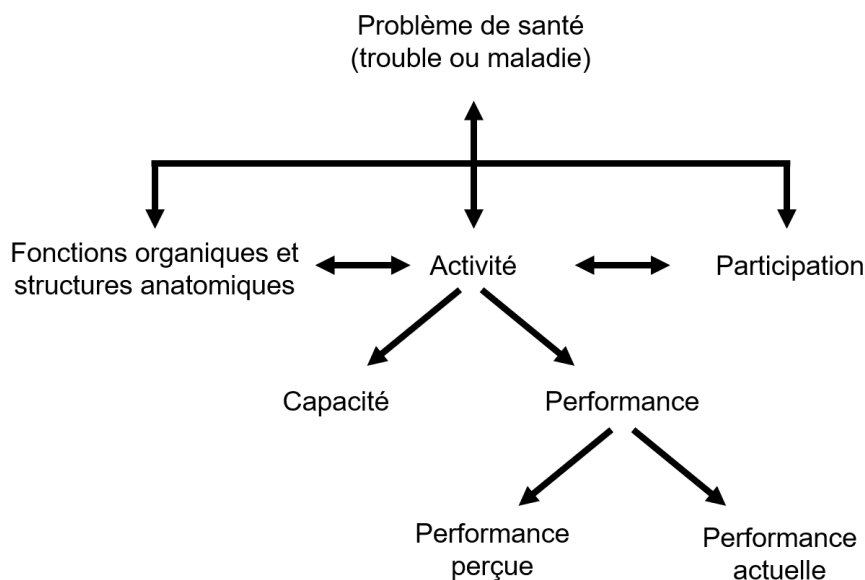 Problème de santé
(trouble ou maladie)
Fonctions organiques et
structures anatomiques
Activité
Participation
Capacité
Performance
Performance
perçue
Performance
actuelle